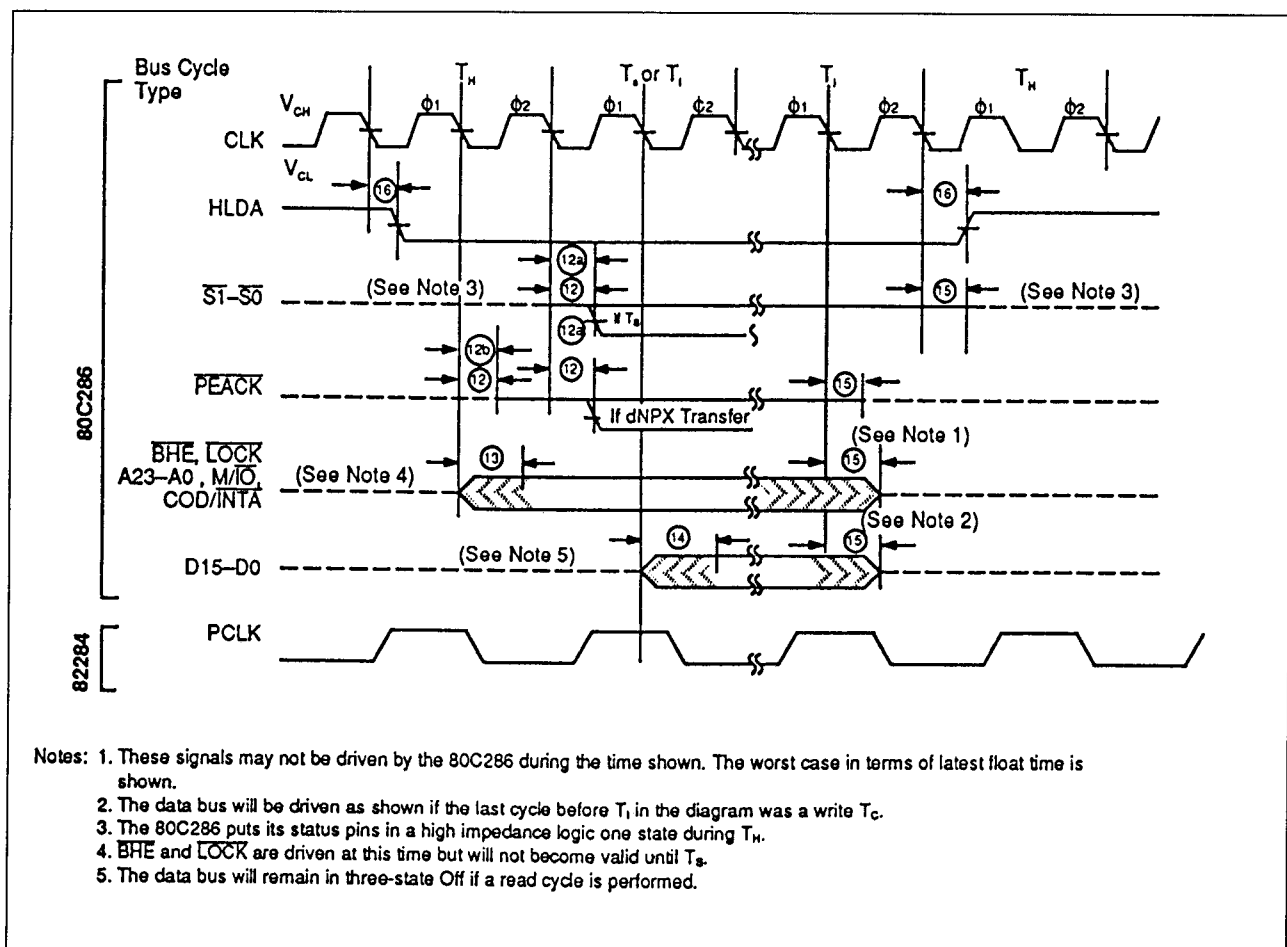 Bus Cycle Type
T_H
T_s or T_I
T_I
T_H
V_CH
ϕ1
ϕ2
ϕ1
ϕ2
ϕ1
ϕ2
ϕ1
ϕ2
CLK
V_CL
16
16
HLDA
12a
(See Note 3)
12
15
(See Note 3)
S1–S0
12a
If T_s
12b
12
12
15
PEACK
If dNPX Transfer
80C286
BHE, LOCK
A23–A0 , M/IO,
COD/INTA
(See Note 4)
13
(See Note 1)
15
(See Note 2)
(See Note 5)
14
15
D15–D0
PCLK
82284
Notes: 1. These signals may not be driven by the 80C286 during the time shown. The worst case in terms of latest float time is
shown.
2. The data bus will be driven as shown if the last cycle before T_I in the diagram was a write T_C.
3. The 80C286 puts its status pins in a high impedance logic one state during T_H.
4. BHE and LOCK are driven at this time but will not become valid until T_s.
5. The data bus will remain in three-state Off if a read cycle is performed.